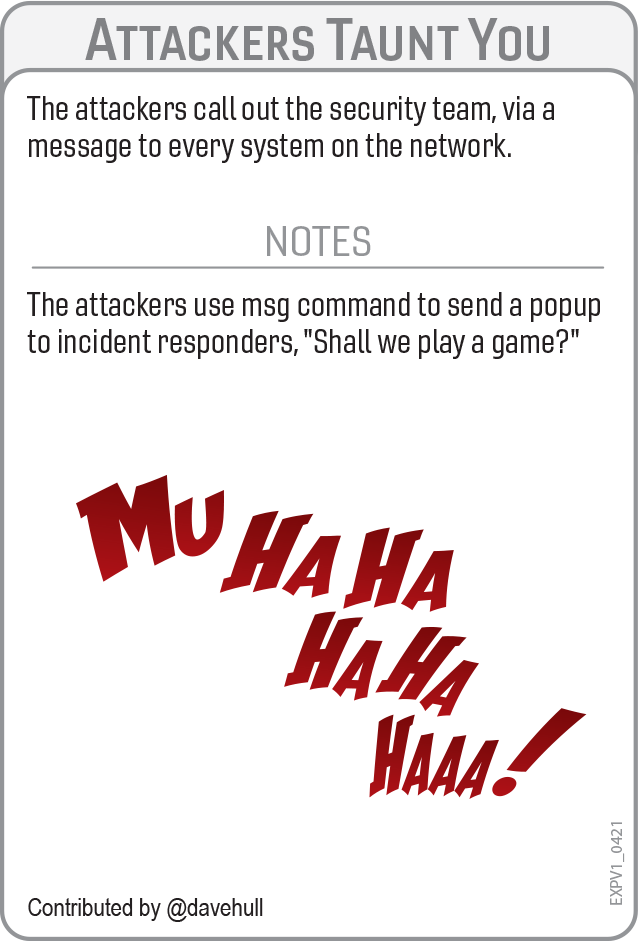 Attackers Taunt You
The attackers call out the security team, via a
message to every system on the network.
NOTES
The attackers use msg command to send a popup
to incident responders, "Shall we play a game?"
Mu Ha Ha
Ha Ha
Haaa!
EXPV1_0421
Contributed by @davehull